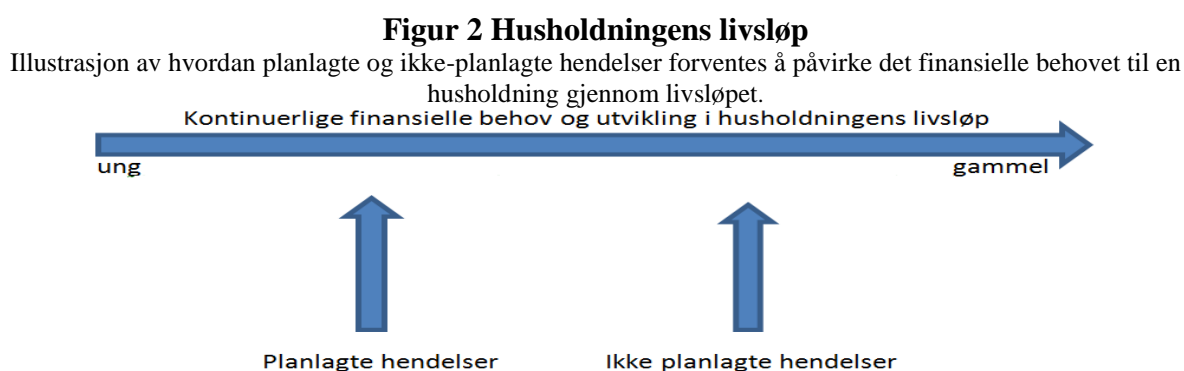 Figur 2 Husholdningens livsløp
Illustrasjon av hvordan planlagte og ikke-planlagte hendelser forventes å påvirke det finansielle behovet til en
husholdning gjennom livsløpet.
Kontinuerlige finansielle behov og utvikling i husholdningens livsløp
ung gammel
Planlagte hendelser Ikke planlagte hendelser